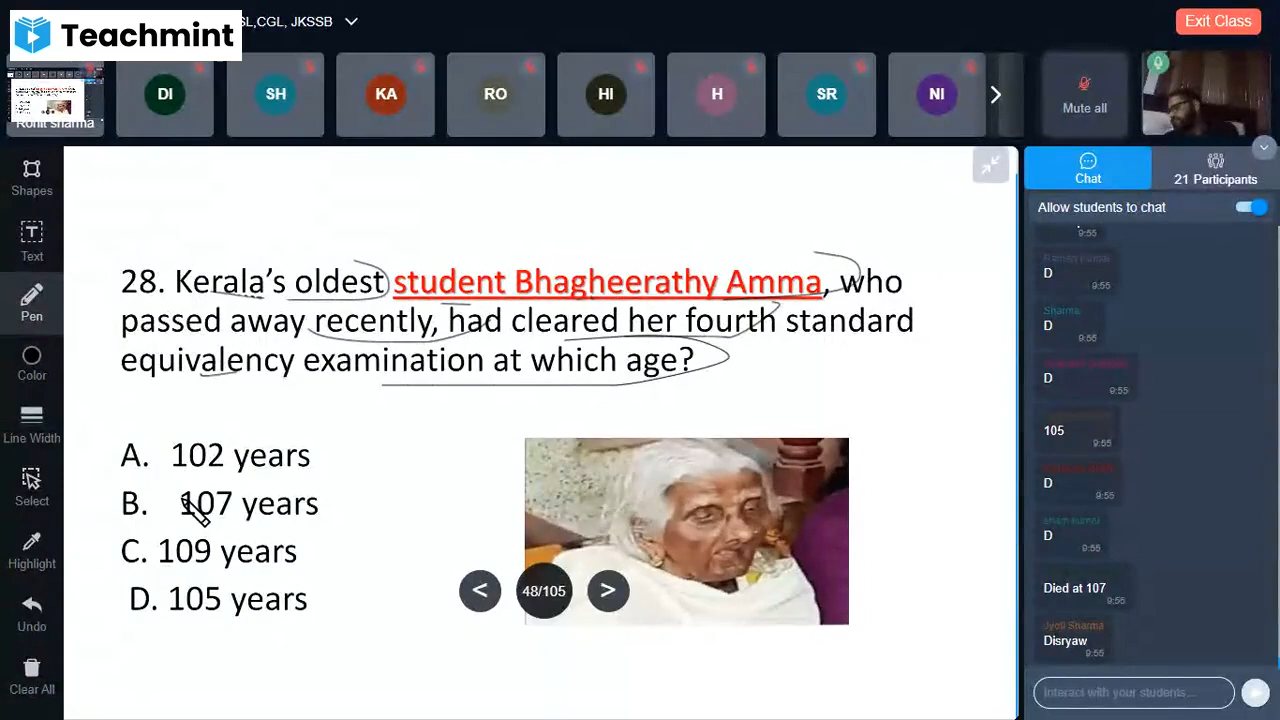 Teachmint
SL,CGL, JKSSB
Exit Class
Rohit sharma
DI
SH
KA
RO
HI
H
SR
NI
Mute all
Shapes
Text
Pen
Color
Line Width
Select
Highlight
Undo
Clear All
28. Kerala’s oldest student Bhagheerathy Amma, who
passed away recently, had cleared her fourth standard
equivalency examination at which age?
A. 102 years
B. 107 years
C. 109 years
D. 105 years
< 48/105 >
Chat
21 Participants
Allow students to chat
9:55
D
9:55
Sharma
D
9:55
D
9:55
105
9:55
D
9:55
D
9:55
Died at 107
9:55
Jyoti Sharma
Disryaw
9:55
Interact with your students...